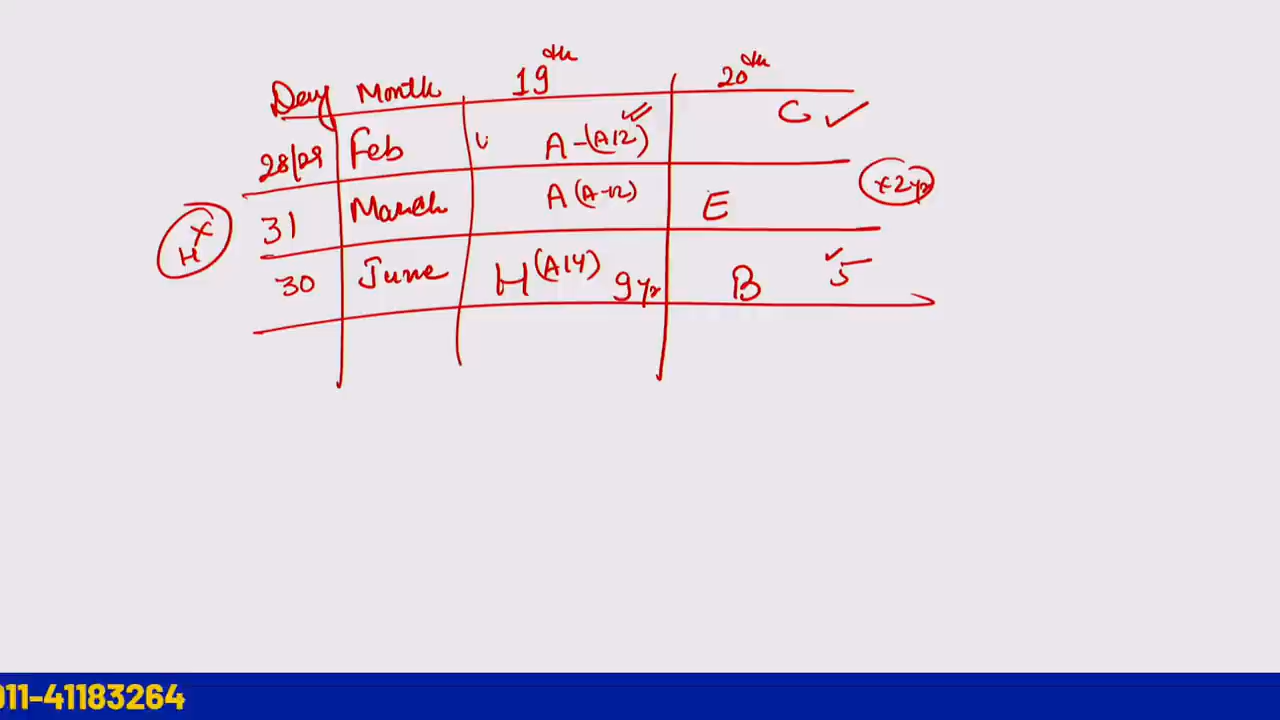 Day Month 19th 20th
28/29 Feb A-(A12) G
31 March A(A-12) E
H X
x2yr
30 June H(A14) 9yr B 5
011-41183264